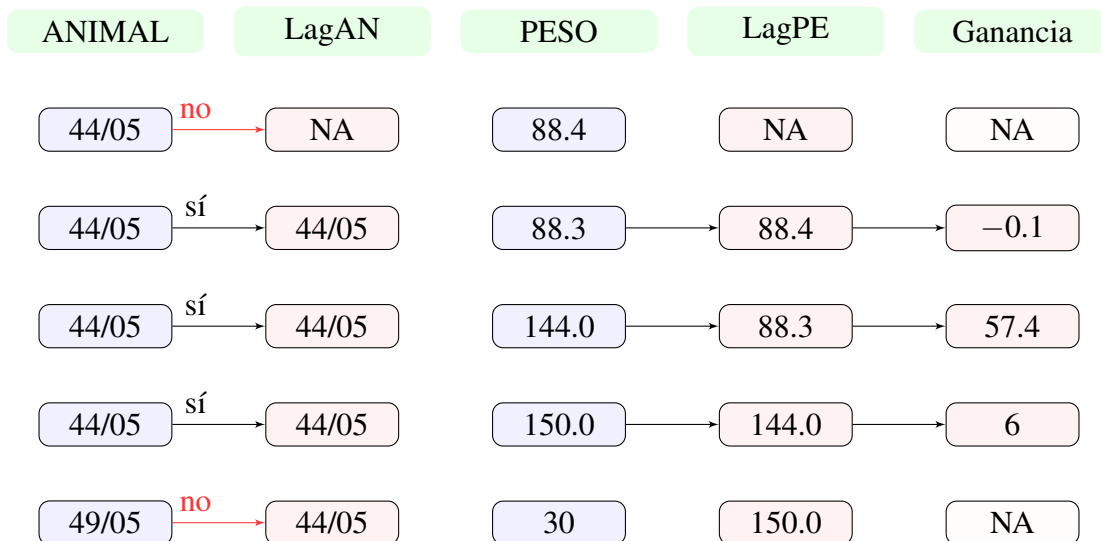 ANIMAL LagAN PESO LagPE Ganancia
44/05 no NA 88.4 NA NA
44/05 sí 44/05 88.3 88.4 −0.1
44/05 sí 44/05 144.0 88.3 57.4
44/05 sí 44/05 150.0 144.0 6
49/05 no 44/05 30 150.0 NA